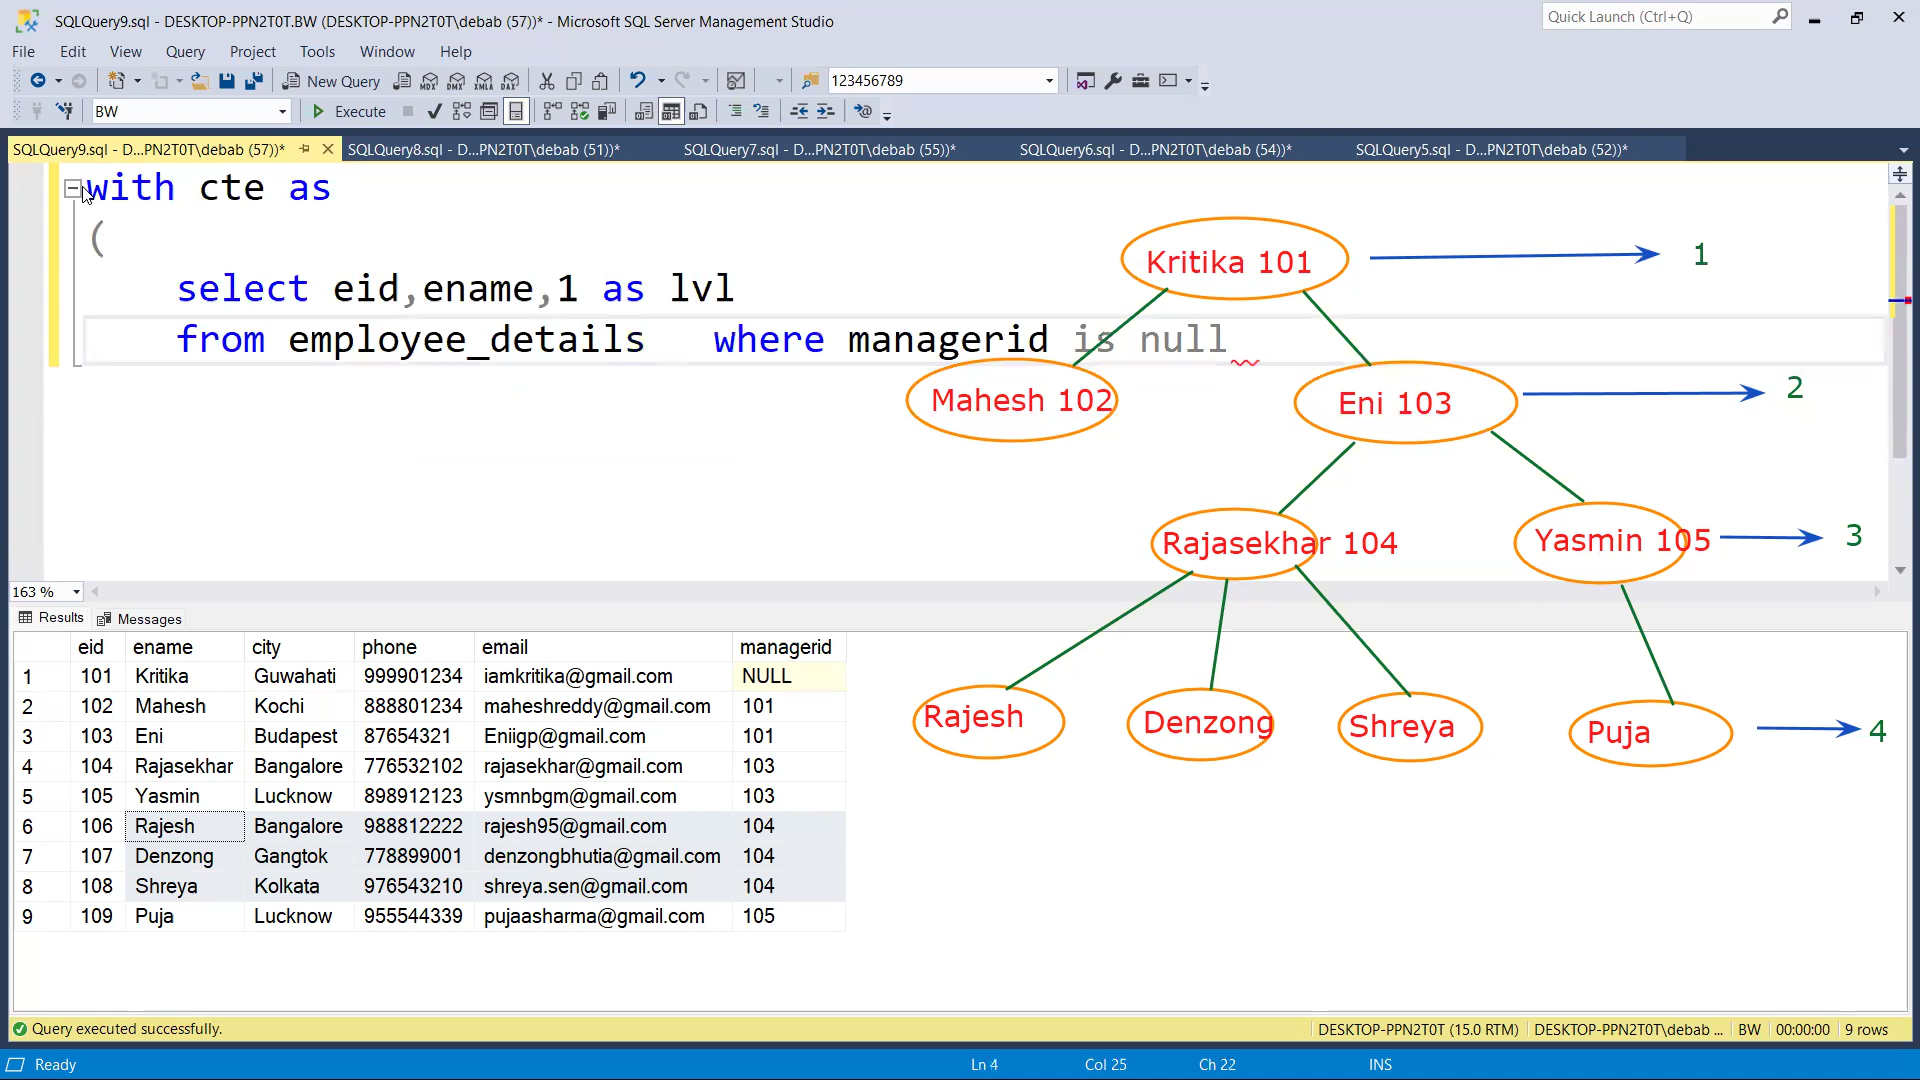 SQLQuery9.sql - DESKTOP-PPN2T0T.BW (DESKTOP-PPN2T0T\debab (57))* - Microsoft SQL Server Management Studio
Quick Launch (Ctrl+Q)
File Edit View Query Project Tools Window Help
New Query MDX DMX XMLA DAX 123456789
BW Execute
SQLQuery9.sql - D...PN2T0T\debab (57))* SQLQuery8.sql - D...PN2T0T\debab (51))* SQLQuery7.sql - D...PN2T0T\debab (55))* SQLQuery6.sql - D...PN2T0T\debab (54))* SQLQuery5.sql - D...PN2T0T\debab (52))*
with cte as
(
select eid,ename,1 as lvl
from employee_details where managerid is null
Kritika 101 1
Mahesh 102 Eni 103 2
Rajasekhar 104 Yasmin 105 3
Rajesh Denzong Shreya Puja 4
163 %
Results Messages
eid ename city phone email managerid
1 101 Kritika Guwahati 999901234 iamkritika@gmail.com NULL
2 102 Mahesh Kochi 888801234 maheshreddy@gmail.com 101
3 103 Eni Budapest 87654321 Eniigp@gmail.com 101
4 104 Rajasekhar Bangalore 776532102 rajasekhar@gmail.com 103
5 105 Yasmin Lucknow 898912123 ysmnbgm@gmail.com 103
6 106 Rajesh Bangalore 988812222 rajesh95@gmail.com 104
7 107 Denzong Gangtok 778899001 denzongbhutia@gmail.com 104
8 108 Shreya Kolkata 976543210 shreya.sen@gmail.com 104
9 109 Puja Lucknow 955544339 pujaasharma@gmail.com 105
Query executed successfully. DESKTOP-PPN2T0T (15.0 RTM) DESKTOP-PPN2T0T\debab ... BW 00:00:00 9 rows
Ready Ln 4 Col 25 Ch 22 INS